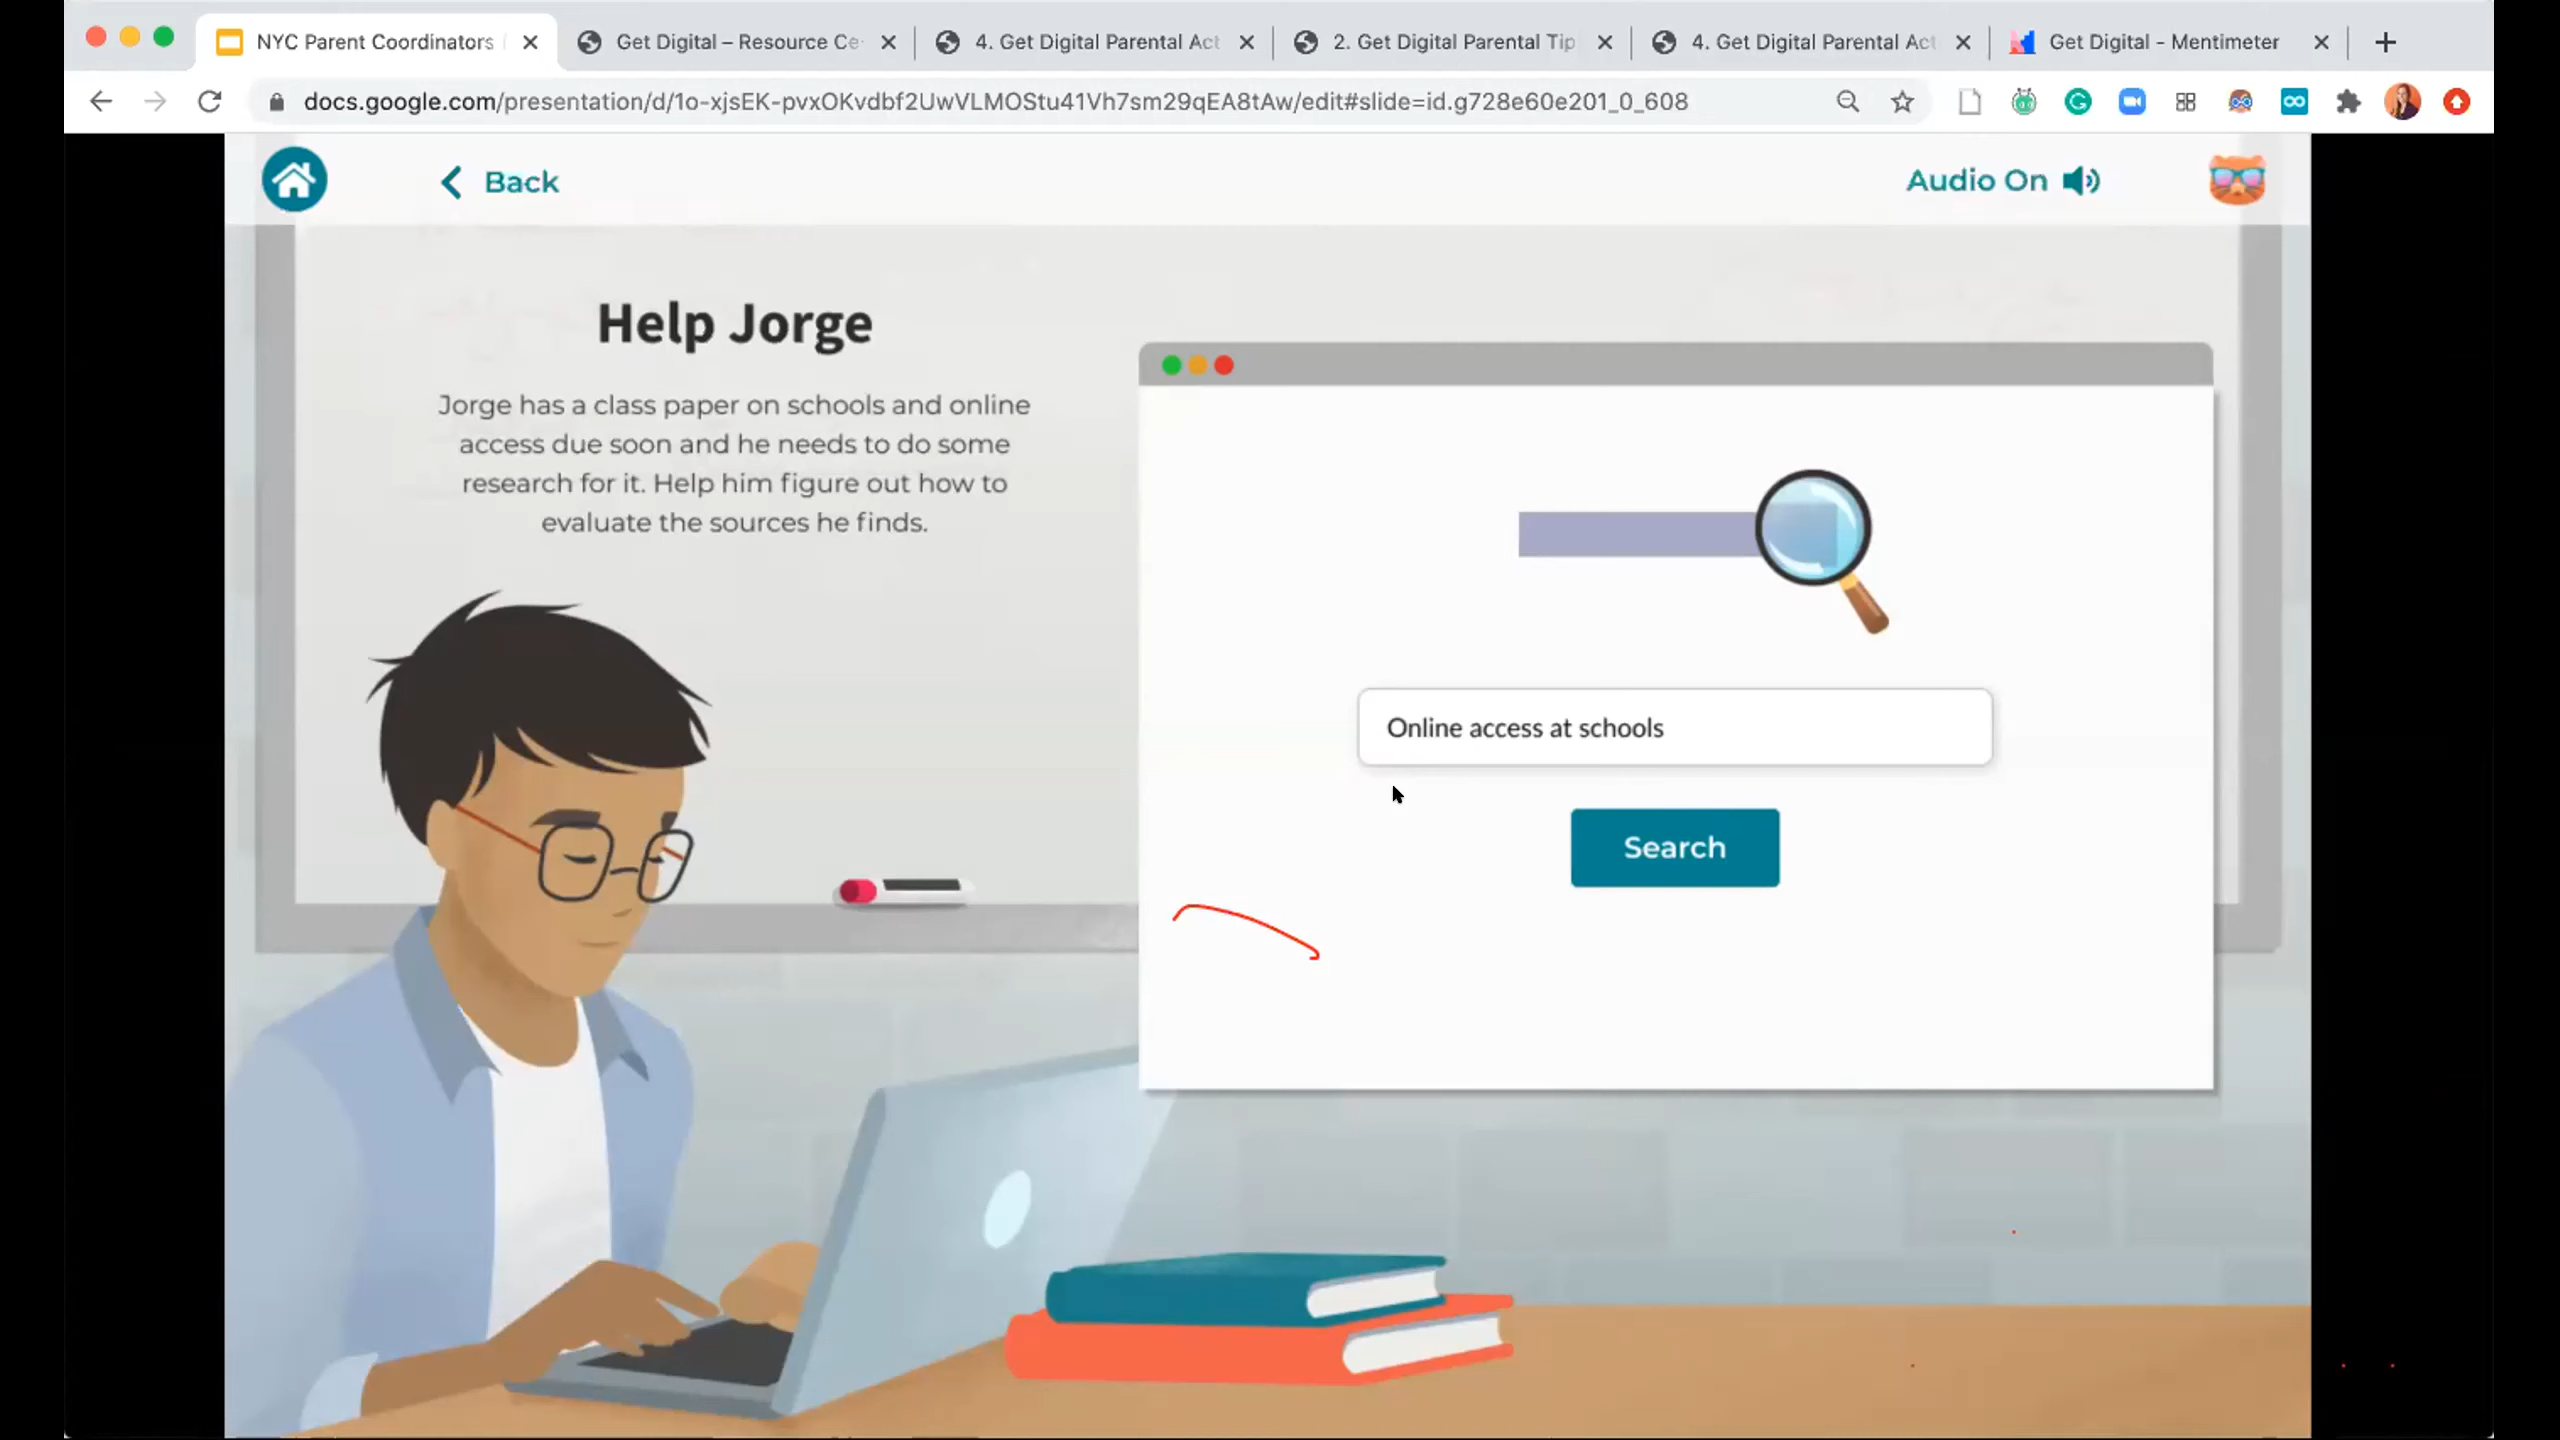 NYC Parent Coordinators
Get Digital – Resource Ce
4. Get Digital Parental Act
2. Get Digital Parental Tip
4. Get Digital Parental Act
Get Digital - Mentimeter
docs.google.com/presentation/d/1o-xjsEK-pvxOKvdbf2UwVLMOStu41Vh7sm29qEA8tAw/edit#slide=id.g728e60e201_0_608
Back
Audio On
Help Jorge
Jorge has a class paper on schools and online
access due soon and he needs to do some
research for it. Help him figure out how to
evaluate the sources he finds.
Online access at schools
Search